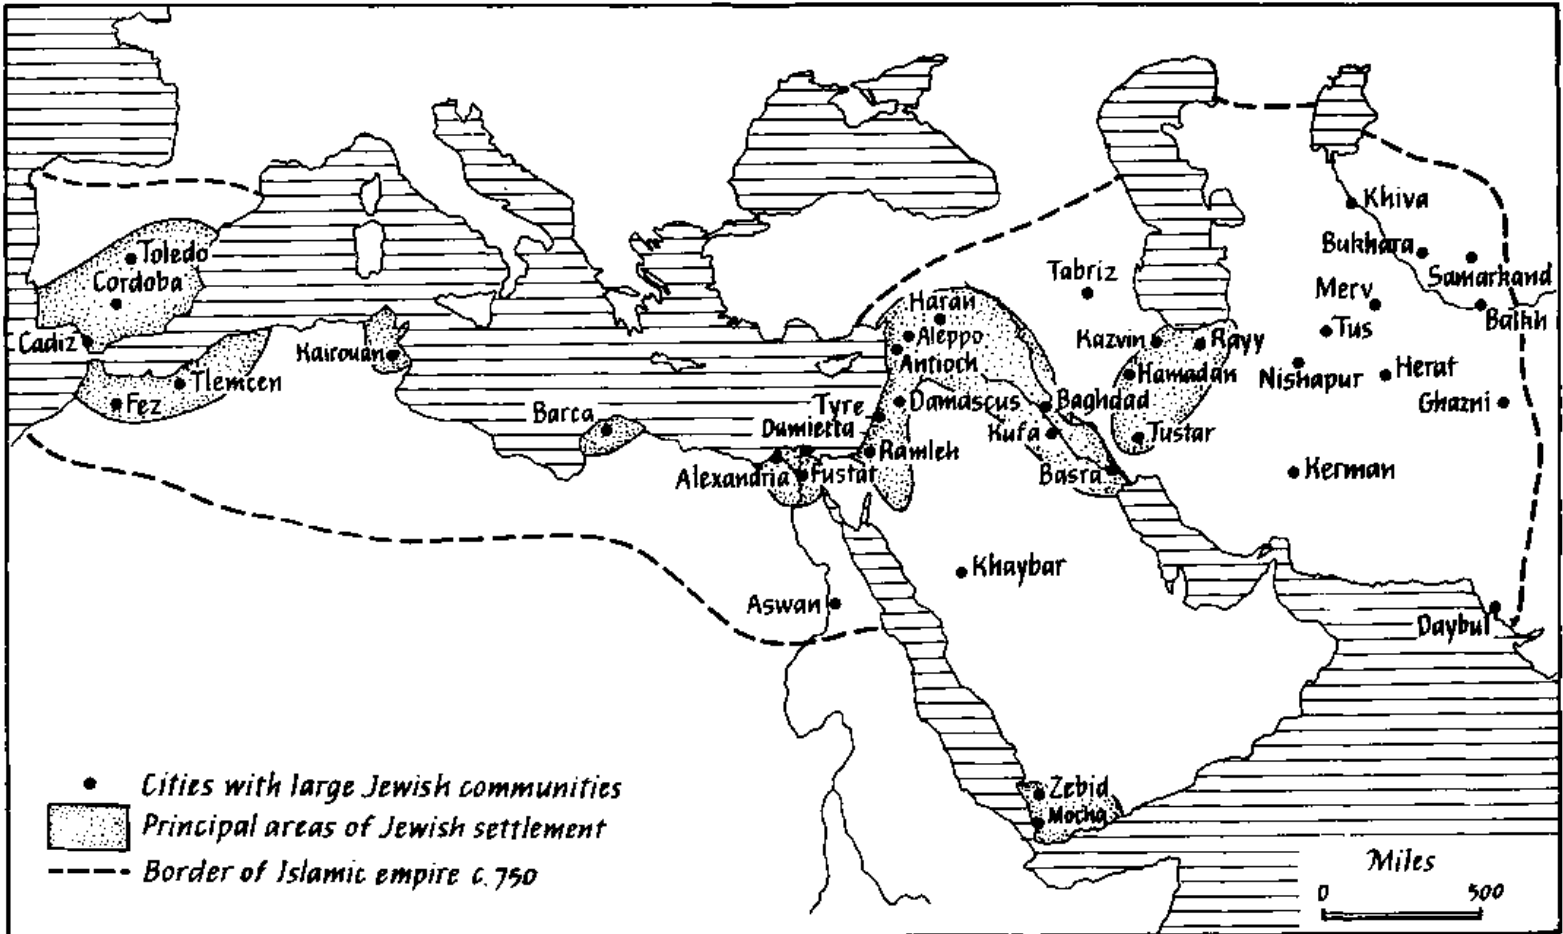 Khiva
Bukhara
Samarkand
Toledo
Cordoba
Tabriz
Merv
Balkh
Haran
Cadiz
Kairouan
Aleppo
Antioch
Kazvin
Rayy
Tus
Tlemcen
Hamadan
Nishapur
Herat
Fez
Barca
Tyre
Damascus
Baghdad
Ghazni
Damietta
Kufa
Tustar
Ramleh
Alexandria
Fustat
Basra
Kerman
Khaybar
Aswan
Daybul
Zebid
Mocha
Cities with large Jewish communities
Principal areas of Jewish settlement
Border of Islamic empire c.750
Miles
0 500